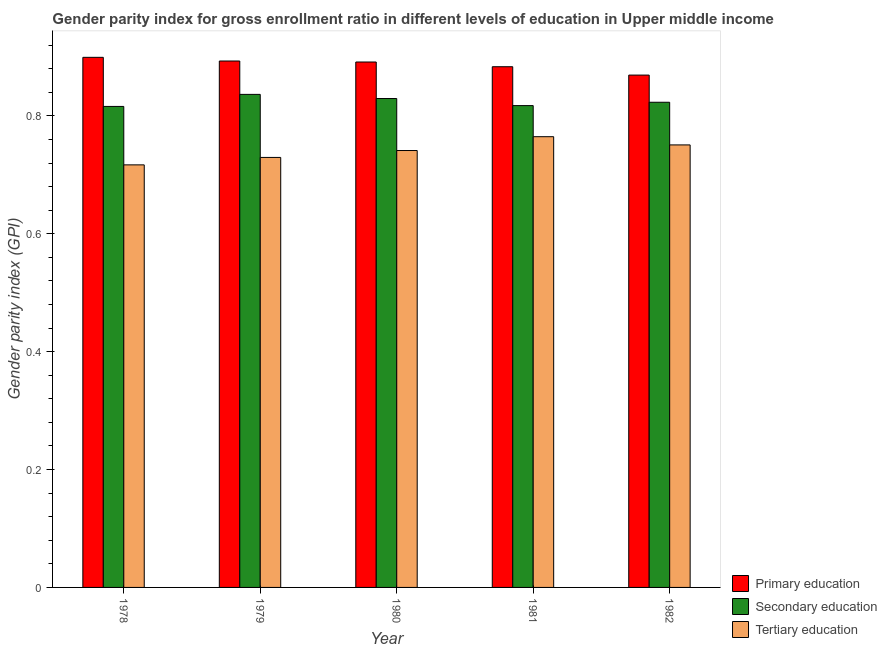 Gender parity index for gross enrollment ratio in different levels of education in Upper middle income
Gender parity index (GPI)
0.8
0.6
0.4
0.2
0
1978
1979
1980
1981
1982
Year
Primary education
Secondary education
Tertiary education